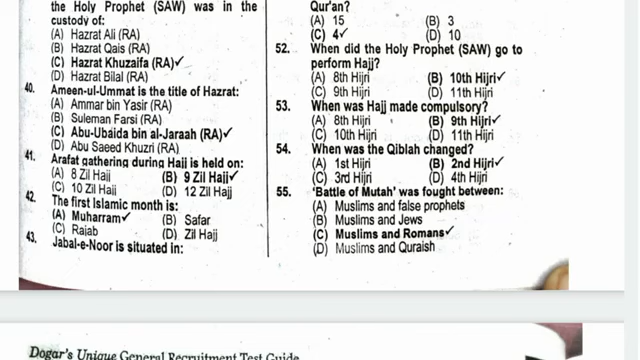 the Holy Prophet (SAW) was in the
custody of:
(A) Hazrat Ali (RA)
(B) Hazrat Qais (RA)
(C) Hazrat Khuzaifa (RA)✓
(D) Hazrat Bilal (RA)
40. Ameen-ul-Ummat is the title of Hazrat:
(A) Ammar bin Yasir (RA)
(B) Suleman Farsi (RA)
(C) Abu-Ubaida bin al-Jaraah (RA)✓
(D) Abu Saeed Khuzri (RA)
41. Arafat gathering during Hajj is held on:
(A) 8 Zil Hajj (B) 9 Zil Hajj✓
(C) 10 Zil Hajj (D) 12 Zil Hajj
42. The first Islamic month is:
(A) Muharram✓ (B) Safar
(C) Rajab (D) Zil Hajj
43. Jabal-e-Noor is situated in:
Qur'an?
(A) 15 (B) 3
(C) 4✓ (D) 10
52. When did the Holy Prophet (SAW) go to
perform Hajj?
(A) 8th Hijri (B) 10th Hijri✓
(C) 9th Hijri (D) 11th Hijri
53. When was Hajj made compulsory?
(A) 8th Hijri (B) 9th Hijri✓
(C) 10th Hijri (D) 11th Hijri
54. When was the Qiblah changed?
(A) 1st Hijri (B) 2nd Hijri✓
(C) 3rd Hijri (D) 4th Hijri
55. 'Battle of Mutah' was fought between:
(A) Muslims and false prophets
(B) Muslims and Jews
(C) Muslims and Romans✓
(D) Muslims and Quraish
Dogar's Unique General Recruitment Test Guide